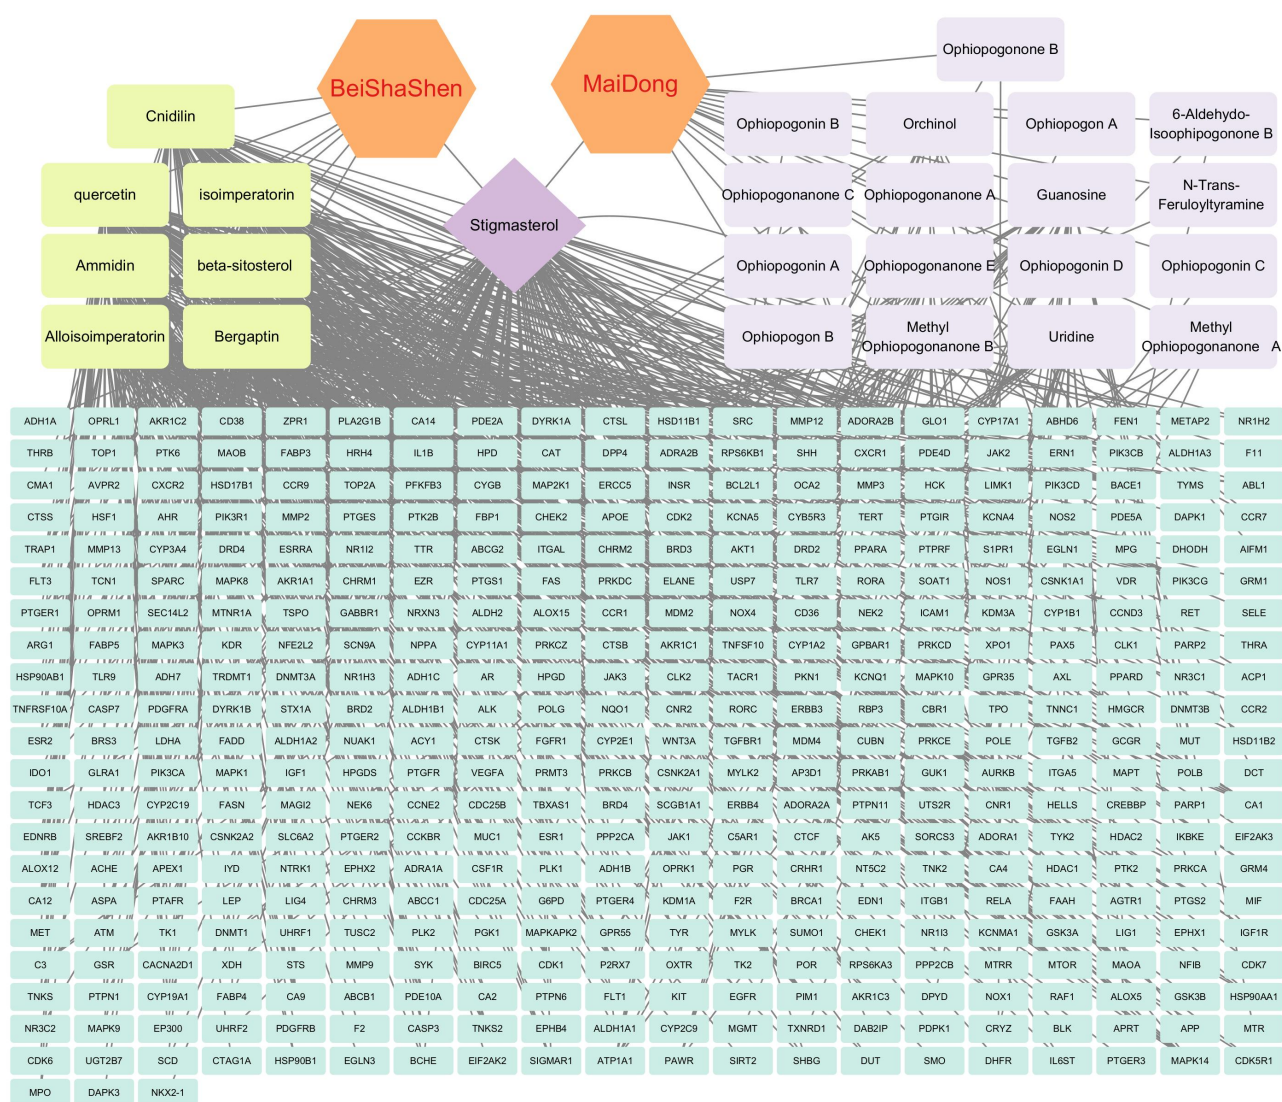 Ophiopogonone B
BeiShaShen
MaiDong
Cnidilin
Ophiopogonin B
Orchinol
Ophiopogon A
6-Aldehydo-
Isoophipogonone B
quercetin
isoimperatorin
Stigmasterol
Ophiopogonanone C
Ophiopogonanone A
Guanosine
N-Trans-
Feruloyltyramine
Ammidin
beta-sitosterol
Ophiopogonin A
Ophiopogonanone E
Ophiopogonin D
Ophiopogonin C
Alloisoimperatorin
Bergaptin
Ophiopogon B
Methyl
Ophiopogonanone B
Uridine
Methyl
Ophiopogonanone A
ADH1A OPRL1 AKR1C2 CD38 ZPR1 PLA2G1B CA14 PDE2A DYRK1A CTSL HSD11B1 SRC MMP12 ADORA2B GLO1 CYP17A1 ABHD6 FEN1 METAP2 NR1H2
THRB TOP1 PTK6 MAOB FABP3 HRH4 IL1B HPD CAT DPP4 ADRA2B RPS6KB1 SHH CXCR1 PDE4D JAK2 ERN1 PIK3CB ALDH1A3 F11
CMA1 AVPR2 CXCR2 HSD17B1 CCR9 TOP2A PFKFB3 CYGB MAP2K1 ERCC5 INSR BCL2L1 OCA2 MMP3 HCK LIMK1 PIK3CD BACE1 TYMS ABL1
CTSS HSF1 AHR PIK3R1 MMP2 PTGES PTK2B FBP1 CHEK2 APOE CDK2 KCNA5 CYB5R3 TERT PTGIR KCNA4 NOS2 PDE5A DAPK1 CCR7
TRAP1 MMP13 CYP3A4 DRD4 ESRRA NR1I2 TTR ABCG2 ITGAL CHRM2 BRD3 AKT1 DRD2 PPARA PTPRF S1PR1 EGLN1 MPG DHODH AIFM1
FLT3 TCN1 SPARC MAPK8 AKR1A1 CHRM1 EZR PTGS1 FAS PRKDC ELANE USP7 TLR7 RORA SOAT1 NOS1 CSNK1A1 VDR PIK3CG GRM1
PTGER1 OPRM1 SEC14L2 MTNR1A TSPO GABBR1 NRXN3 ALDH2 ALOX15 CCR1 MDM2 NOX4 CD36 NEK2 ICAM1 KDM3A CYP1B1 CCND3 RET SELE
ARG1 FABP5 MAPK3 KDR NFE2L2 SCN9A NPPA CYP11A1 PRKCZ CTSB AKR1C1 TNFSF10 CYP1A2 GPBAR1 PRKCD XPO1 PAX5 CLK1 PARP2 THRA
HSP90AB1 TLR9 ADH7 TRDMT1 DNMT3A NR1H3 ADH1C AR HPGD JAK3 CLK2 TACR1 PKN1 KCNQ1 MAPK10 GPR35 AXL PPARD NR3C1 ACP1
TNFRSF10A CASP7 PDGFRA DYRK1B STX1A BRD2 ALDH1B1 ALK POLG NQO1 CNR2 RORC ERBB3 RBP3 CBR1 TPO TNNC1 HMGCR DNMT3B CCR2
ESR2 BRS3 LDHA FADD ALDH1A2 NUAK1 ACY1 CTSK FGFR1 CYP2E1 WNT3A TGFBR1 MDM4 CUBN PRKCE POLE TGFB2 GCGR MUT HSD11B2
IDO1 GLRA1 PIK3CA MAPK1 IGF1 HPGDS PTGFR VEGFA PRMT3 PRKCB CSNK2A1 MYLK2 AP3D1 PRKAB1 GUK1 AURKB ITGA5 MAPT POLB DCT
TCF3 HDAC3 CYP2C19 FASN MAGI2 NEK6 CCNE2 CDC25B TBXAS1 BRD4 SCGB1A1 ERBB4 ADORA2A PTPN11 UTS2R CNR1 HELLS CREBBP PARP1 CA1
EDNRB SREBF2 AKR1B10 CSNK2A2 SLC6A2 PTGER2 CCKBR MUC1 ESR1 PPP2CA JAK1 C5AR1 CTCF AK5 SORCS3 ADORA1 TYK2 HDAC2 IKBKE EIF2AK3
ALOX12 ACHE APEX1 IYD NTRK1 EPHX2 ADRA1A CSF1R PLK1 ADH1B OPRK1 PGR CRHR1 NT5C2 TNK2 CA4 HDAC1 PTK2 PRKCA GRM4
CA12 ASPA PTAFR LEP LIG4 CHRM3 ABCC1 CDC25A G6PD PTGER4 KDM1A F2R BRCA1 EDN1 ITGB1 RELA FAAH AGTR1 PTGS2 MIF
MET ATM TK1 DNMT1 UHRF1 TUSC2 PLK2 PGK1 MAPKAPK2 GPR55 TYR MYLK SUMO1 CHEK1 NR1I3 KCNMA1 GSK3A LIG1 EPHX1 IGF1R
C3 GSR CACNA2D1 XDH STS MMP9 SYK BIRC5 CDK1 P2RX7 OXTR TK2 POR RPS6KA3 PPP2CB MTRR MTOR MAOA NFIB CDK7
TNKS PTPN1 CYP19A1 FABP4 CA9 ABCB1 PDE10A CA2 PTPN6 FLT1 KIT EGFR PIM1 AKR1C3 DPYD NOX1 RAF1 ALOX5 GSK3B HSP90AA1
NR3C2 MAPK9 EP300 UHRF2 PDGFRB F2 CASP3 TNKS2 EPHB4 ALDH1A1 CYP2C9 MGMT TXNRD1 DAB2IP PDPK1 CRYZ BLK APRT APP MTR
CDK6 UGT2B7 SCD CTAG1A HSP90B1 EGLN3 BCHE EIF2AK2 SIGMAR1 ATP1A1 PAWR SIRT2 SHBG DUT SMO DHFR IL6ST PTGER3 MAPK14 CDK5R1
MPO DAPK3 NKX2-1